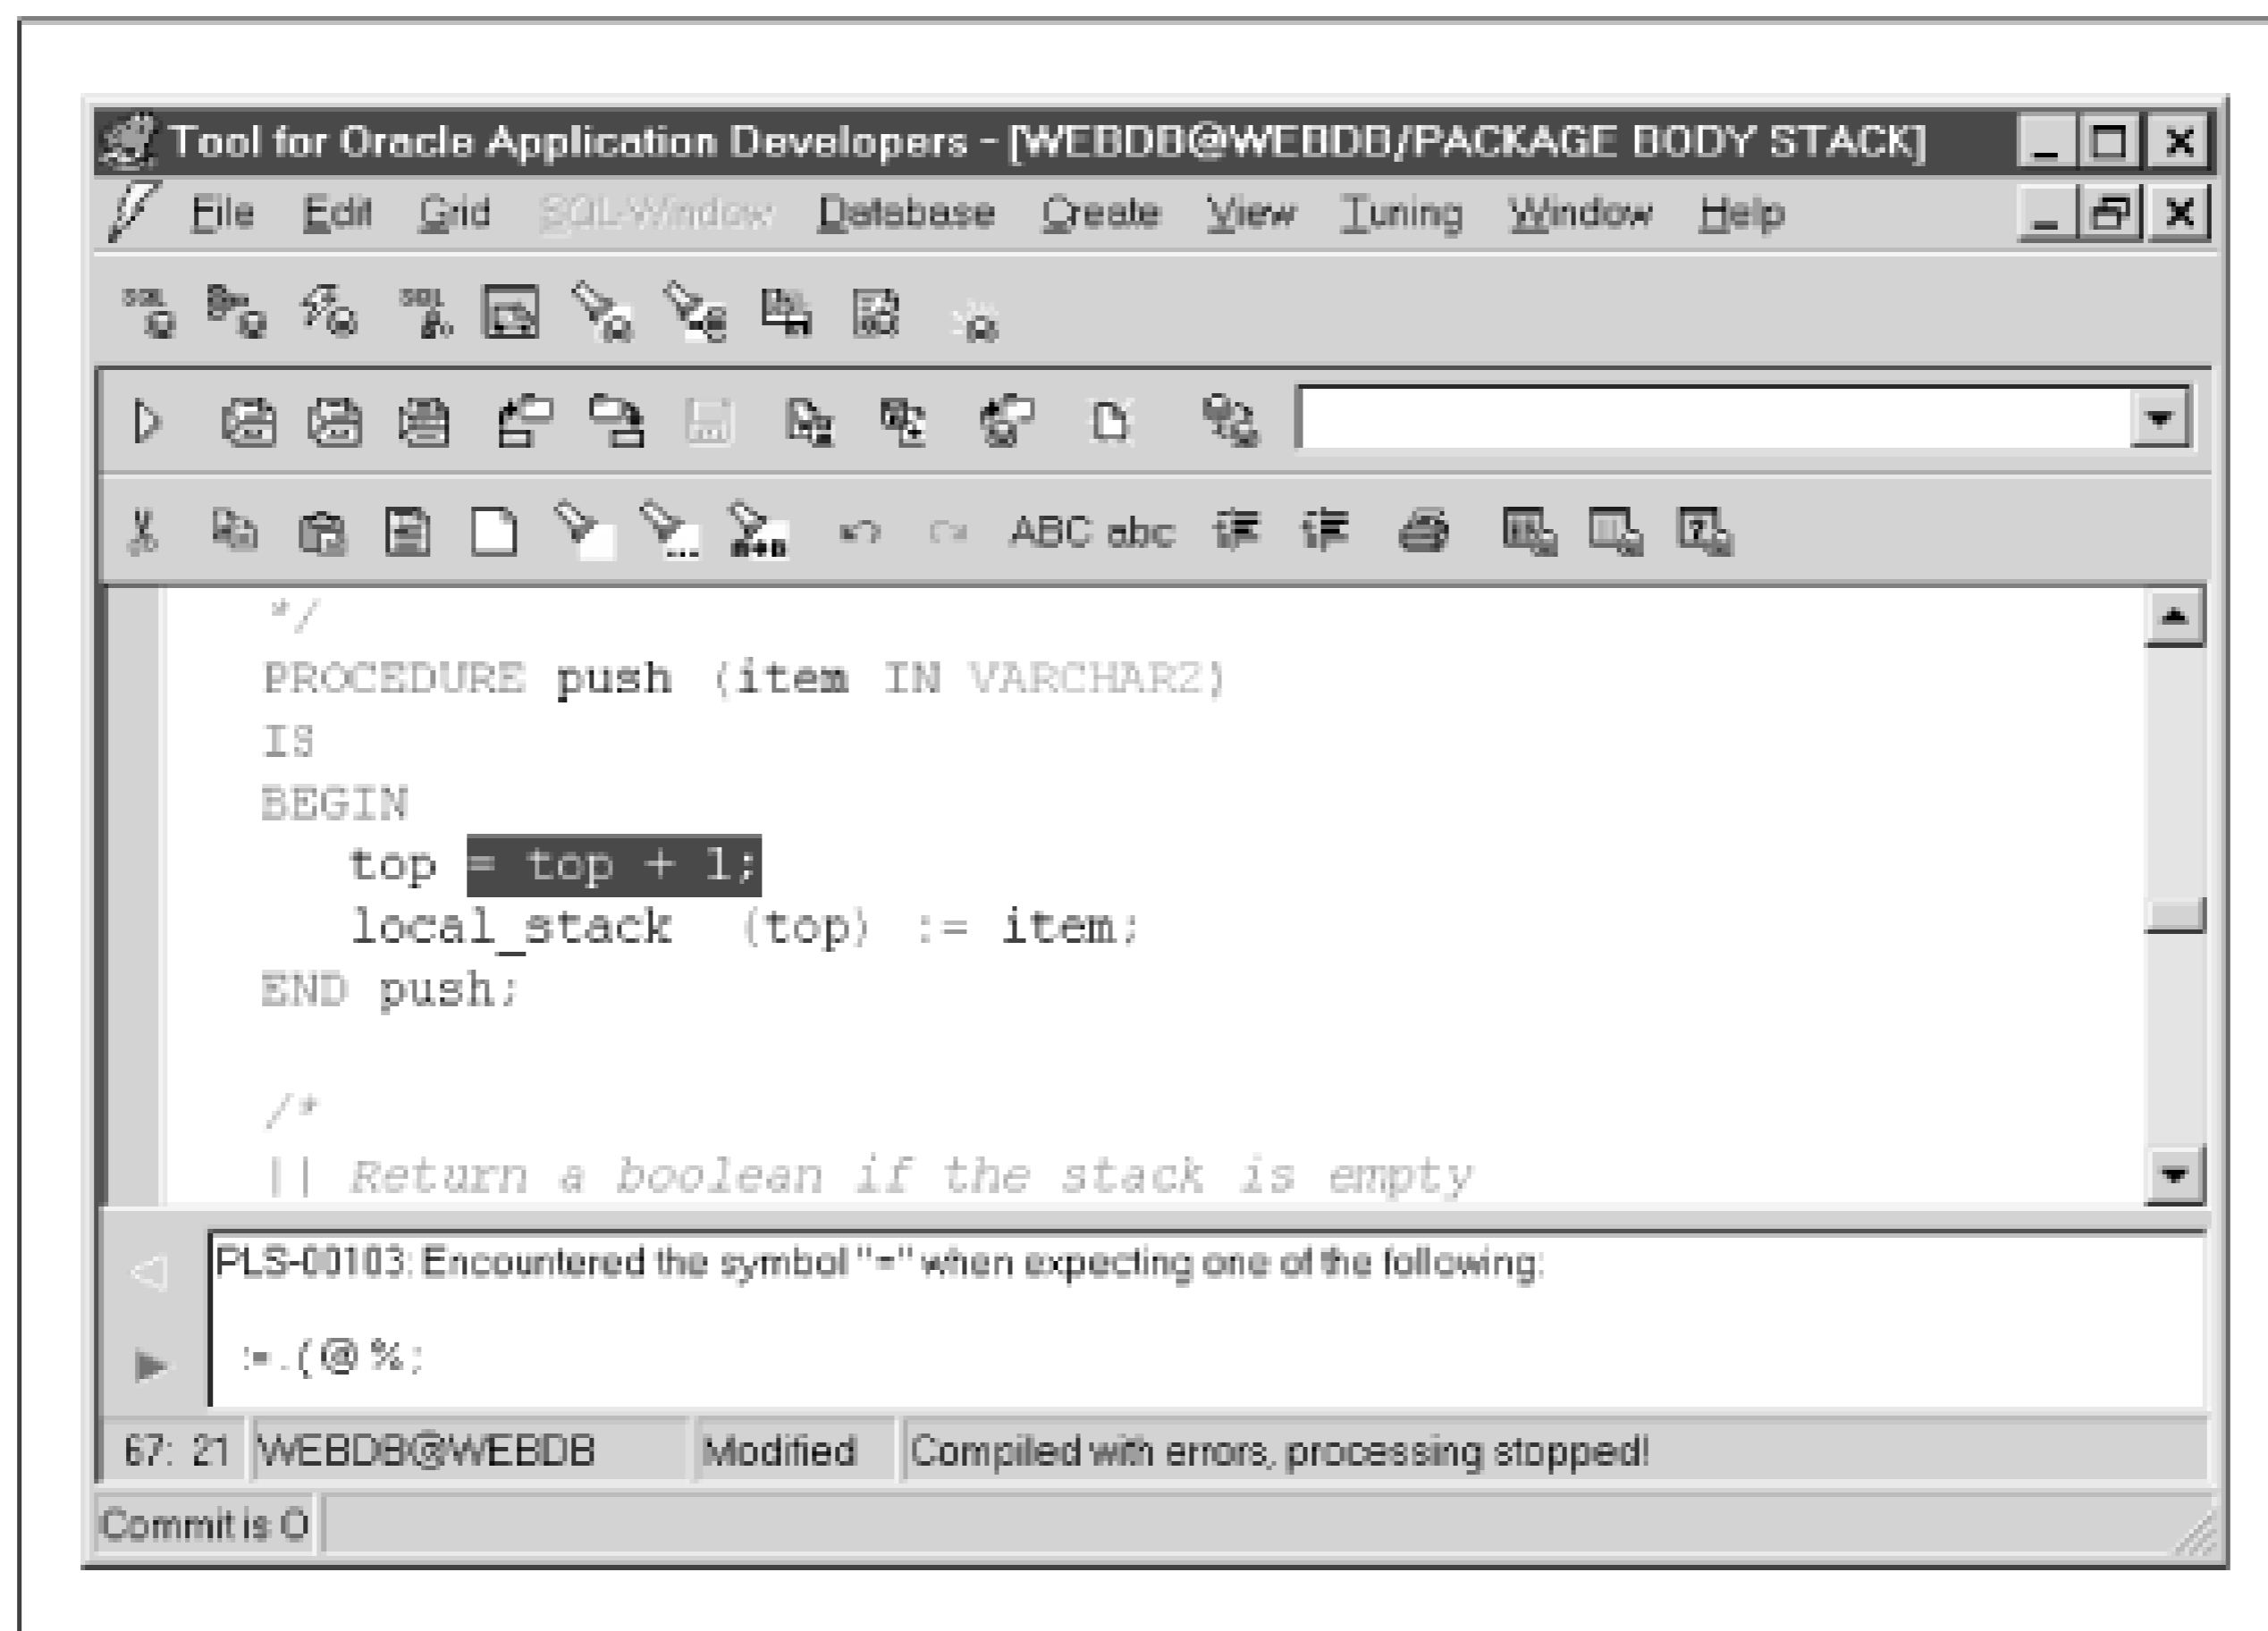 Tool for Oracle Application Developers - [WEBDB@WEBDB/PACKAGE BODY STACK]
File Edit Grid SQL-Window Database Create View Tuning Window Help
SQL
SQL
ABC abc
*/
PROCEDURE push (item IN VARCHAR2)
IS
BEGIN
top = top + 1;
local_stack (top) := item;
END push;
/*
|| Return a boolean if the stack is empty
PLS-00103: Encountered the symbol "=" when expecting one of the following:
:= . ( @ % ;
67: 21 WEBDB@WEBDB Modified Compiled with errors, processing stopped!
Commit is O